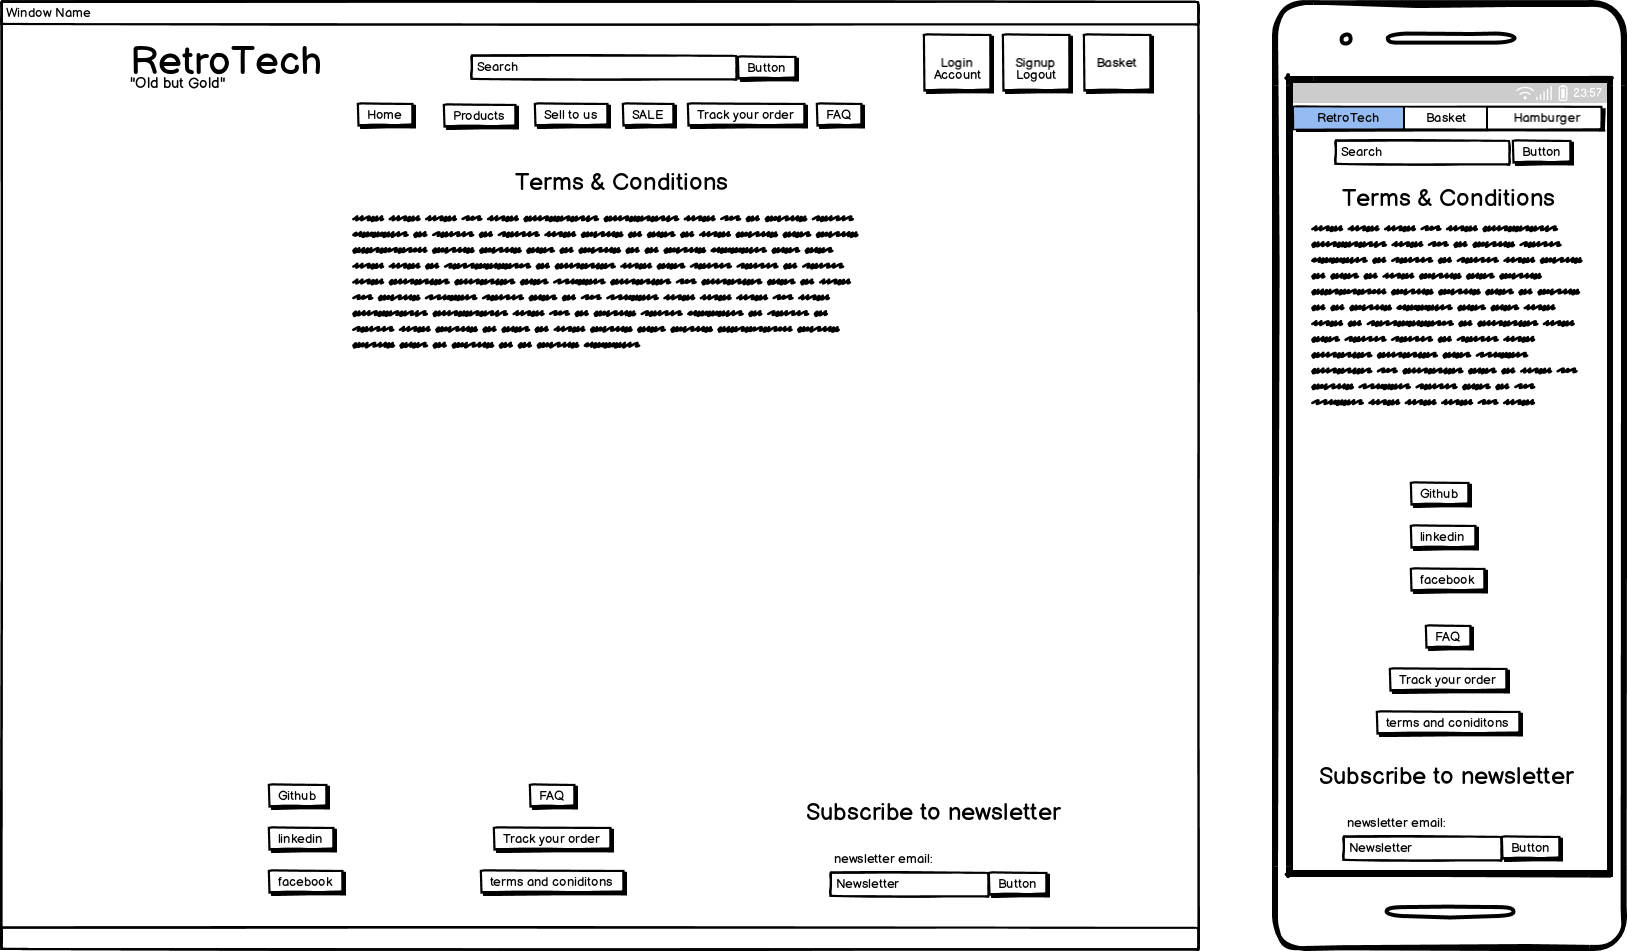 Window Name
RetroTech
"Old but Gold"
Search
Button
Login
Account
Signup
Logout
Basket
Home
Products
Sell to us
SALE
Track your order
FAQ
Terms & Conditions
Github
linkedin
facebook
FAQ
Track your order
terms and coniditons
Subscribe to newsletter
newsletter email:
Newsletter
Button
23:57
RetroTech
Basket
Hamburger
Search
Button
Terms & Conditions
Github
linkedin
facebook
FAQ
Track your order
terms and coniditons
Subscribe to newsletter
newsletter email:
Newsletter
Button